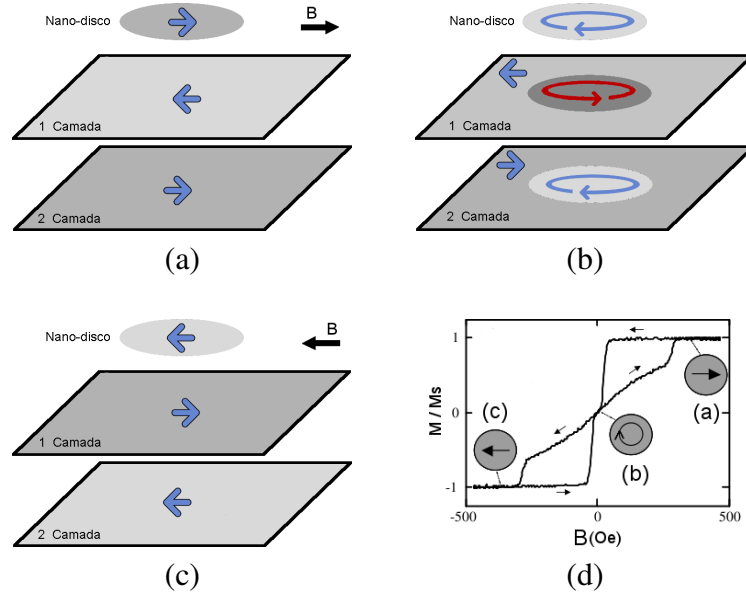 Nano-disco
B
1 Camada
2 Camada
(a)
Nano-disco
1 Camada
2 Camada
(b)
Nano-disco
B
1 Camada
2 Camada
(c)
M / Ms
1
0
-1
(a)
(b)
(c)
-500
0
500
B(Oe)
(d)